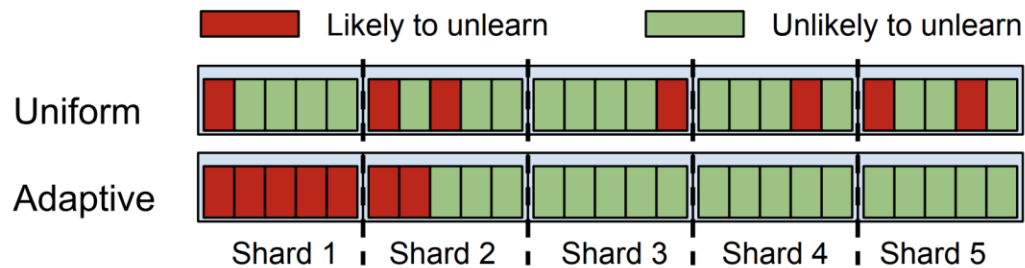 Likely to unlearn
Unlikely to unlearn
Uniform
Adaptive
Shard 1
Shard 2
Shard 3
Shard 4
Shard 5